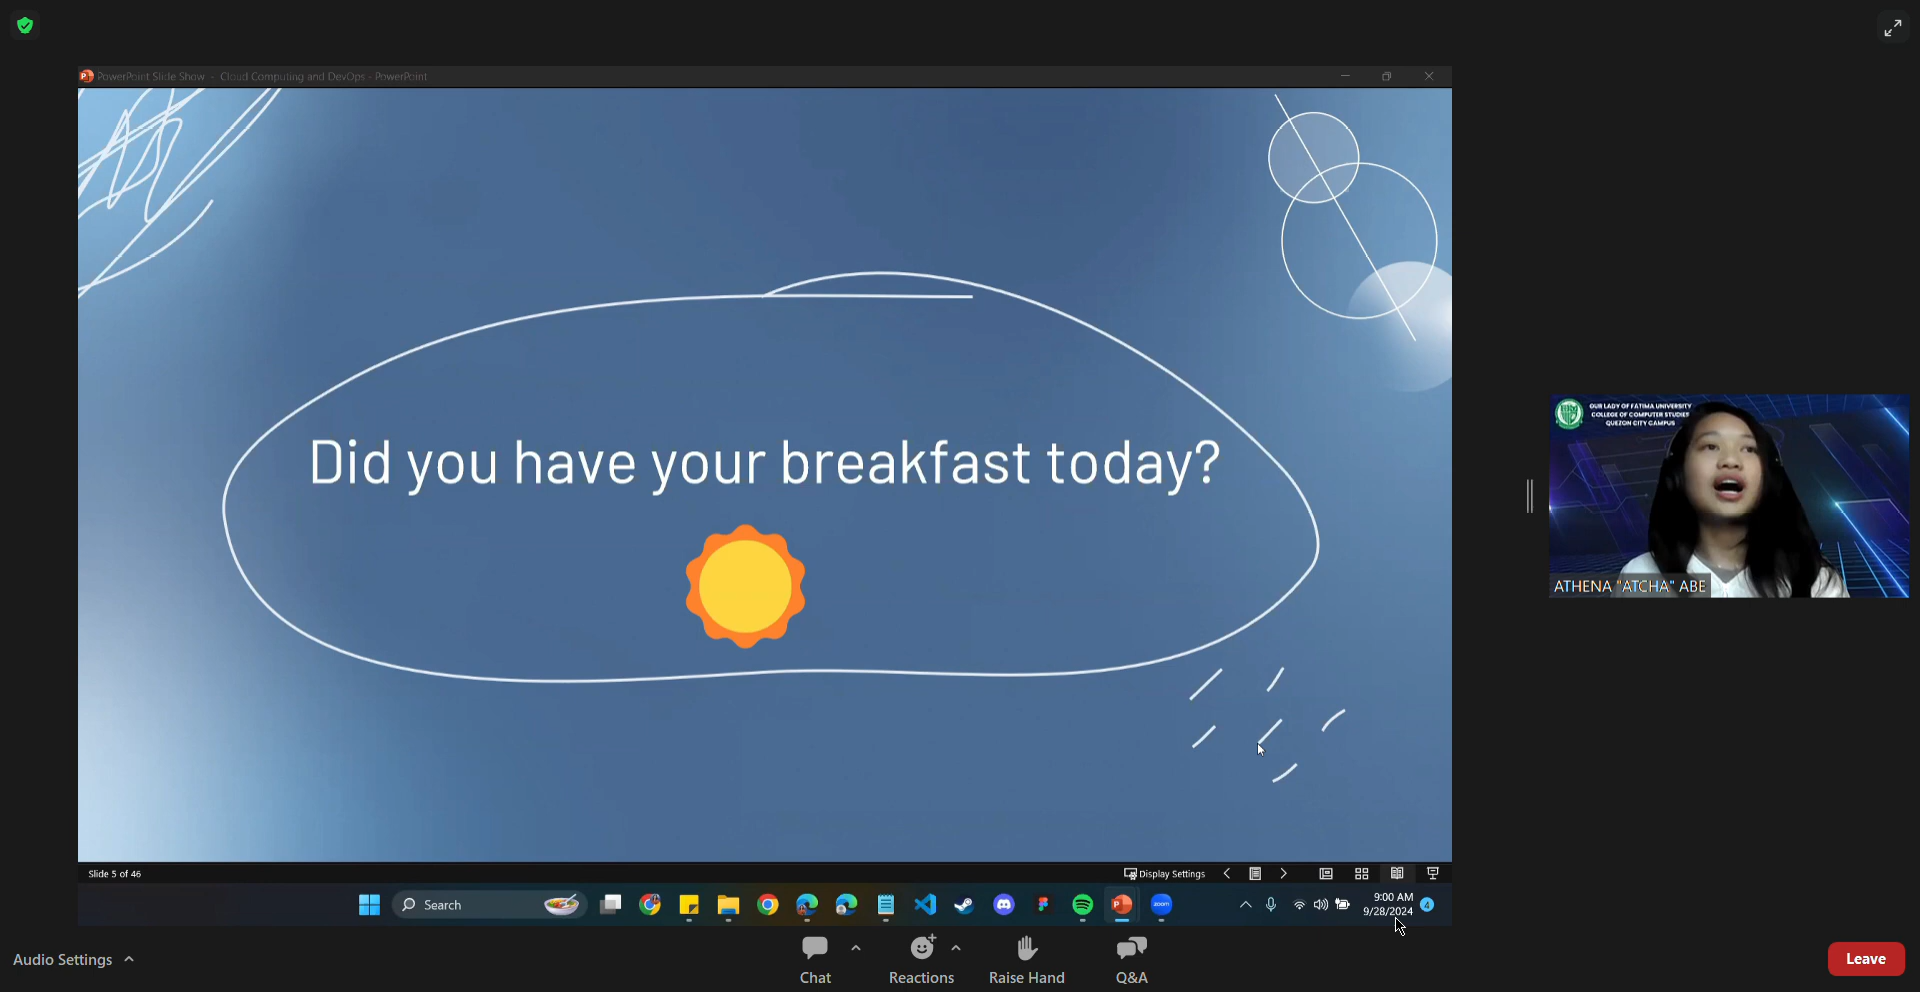 PowerPoint Slide Show - Cloud Computing and DevOps - PowerPoint
Did you have your breakfast today?
OUR LADY OF FATIMA UNIVERSITY
COLLEGE OF COMPUTER STUDIES
QUEZON CITY CAMPUS
ATHENA "ATCHA" ABE
Slide 5 of 46
Display Settings
Search
zoom
9:00 AM
9/28/2024
4
Audio Settings
Chat
Reactions
Raise Hand
Q&A
Leave